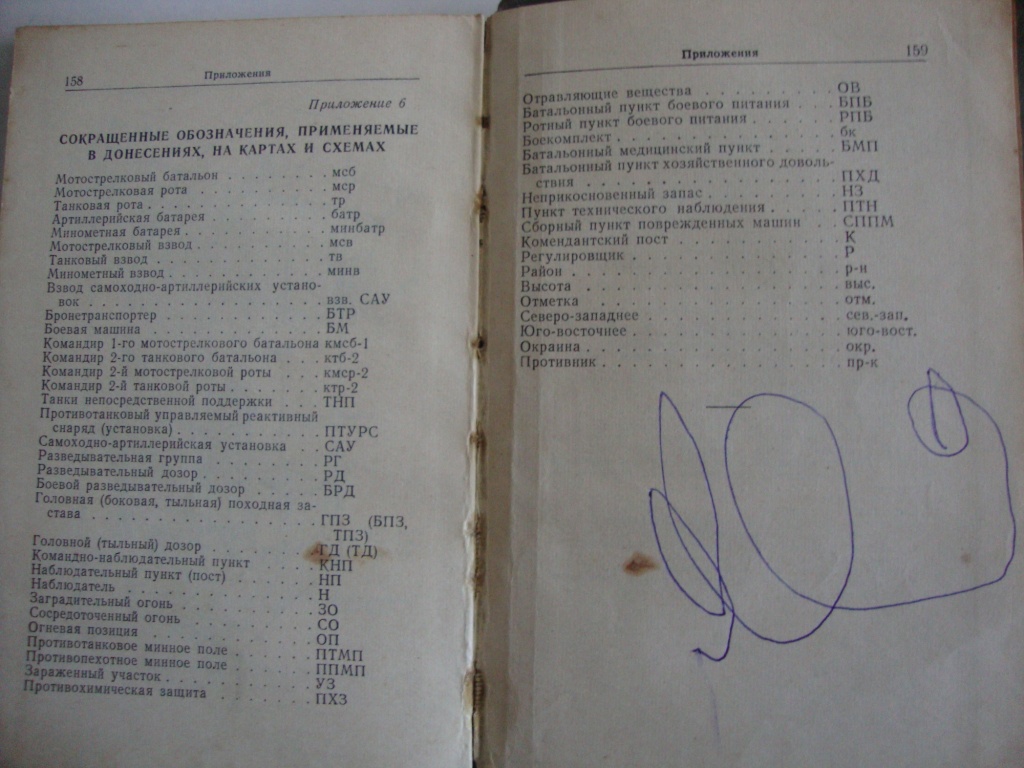 158 Приложения
Приложение 6
СОКРАЩЕННЫЕ ОБОЗНАЧЕНИЯ, ПРИМЕНЯЕМЫЕ
В ДОНЕСЕНИЯХ, НА КАРТАХ И СХЕМАХ
Мотострелковый батальон . . . . . . . . . мсб
Мотострелковая рота . . . . . . . . . . мср
Танковая рота . . . . . . . . . . . . . тр
Артиллерийская батарея . . . . . . . . . батр
Минометная батарея . . . . . . . . . . . минбатр
Мотострелковый взвод . . . . . . . . . . мсв
Танковый взвод . . . . . . . . . . . . . тв
Минометный взвод . . . . . . . . . . . . минв
Взвод самоходно-артиллерийских устано-
вок . . . . . . . . . . . . . . . . . . взв. САУ
Бронетранспортер . . . . . . . . . . . . БТР
Боевая машина . . . . . . . . . . . . . БМ
Командир 1-го мотострелкового батальона кмсб-1
Командир 2-го танкового батальона . . . ктб-2
Командир 2-й мотострелковой роты . . . кмср-2
Командир 2-й танковой роты . . . . . . . ктр-2
Танки непосредственной поддержки . . . ТНП
Противотанковый управляемый реактивный
снаряд (установка) . . . . . . . . . . . ПТУРС
Самоходно-артиллерийская установка . . САУ
Разведывательная группа . . . . . . . . РГ
Разведывательный дозор . . . . . . . . . РД
Боевой разведывательный дозор . . . . . БРД
Головная (боковая, тыльная) походная за-
става . . . . . . . . . . . . . . . . . ГПЗ (БПЗ,
ТПЗ)
Головной (тыльный) дозор . . . . . . . . ГД (ТД)
Командно-наблюдательный пункт . . . . КНП
Наблюдательный пункт (пост) . . . . . . НП
Наблюдатель . . . . . . . . . . . . . . Н
Заградительный огонь . . . . . . . . . . ЗО
Сосредоточенный огонь . . . . . . . . . СО
Огневая позиция . . . . . . . . . . . . ОП
Противотанковое минное поле . . . . . . ПТМП
Противопехотное минное поле . . . . . . ППМП
Зараженный участок . . . . . . . . . . . УЗ
Противохимическая защита . . . . . . . . ПХЗ
Приложения 159
Отравляющие вещества . . . . . . . . . . ОВ
Батальонный пункт боевого питания . . . БПБ
Ротный пункт боевого питания . . . . . . РПБ
Боекомплект . . . . . . . . . . . . . . бк
Батальонный медицинский пункт . . . . . БМП
Батальонный пункт хозяйственного доволь-
ствия . . . . . . . . . . . . . . . . . ПХД
Неприкосновенный запас . . . . . . . . . НЗ
Пункт технического наблюдения . . . . . ПТН
Сборный пункт поврежденных машин . . СППМ
Комендантский пост . . . . . . . . . . . К
Регулировщик . . . . . . . . . . . . . . Р
Район . . . . . . . . . . . . . . . . . р-н
Высота . . . . . . . . . . . . . . . . . выс.
Отметка . . . . . . . . . . . . . . . . отм.
Северо-западнее . . . . . . . . . . . . сев.-зап.
Юго-восточнее . . . . . . . . . . . . . юго-вост.
Окраина . . . . . . . . . . . . . . . . окр.
Противник . . . . . . . . . . . . . . . пр-к